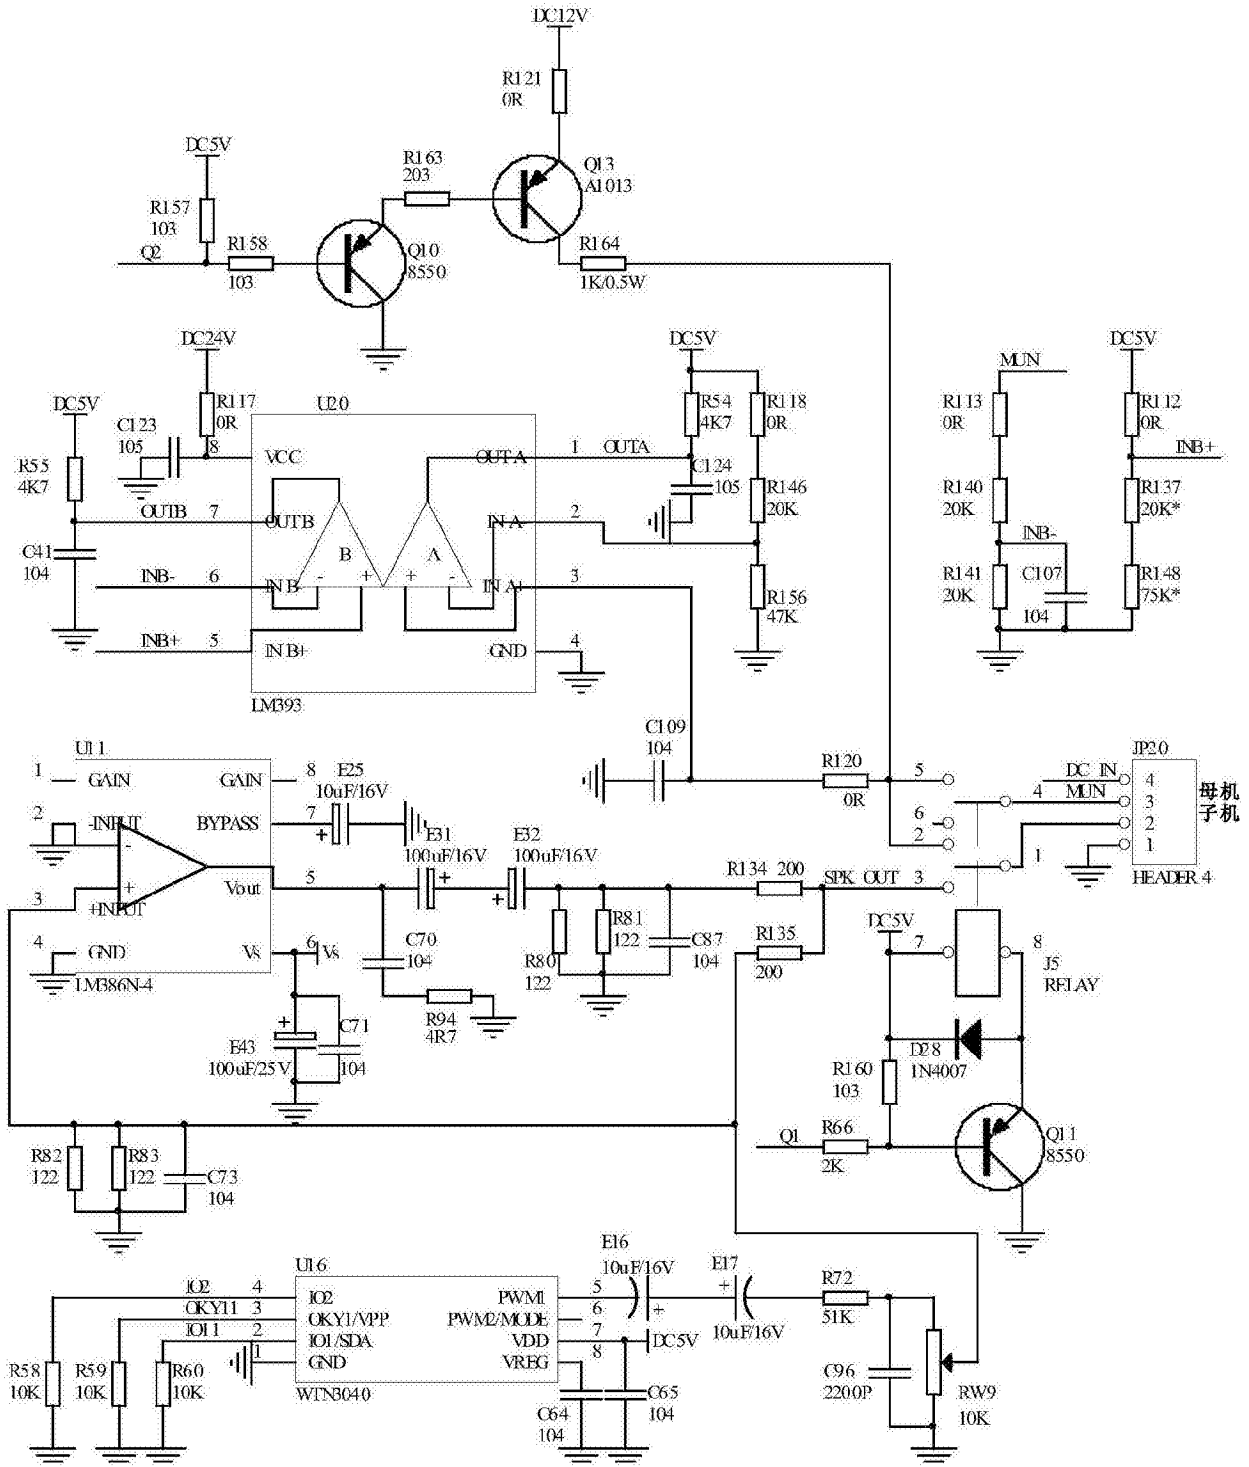 DC12V
R121
0R
DC5V
R163
203
Q13
A1013
R157
103
Q2
R158
103
Q10
8550
R164
1K/0.5W
DC24V
DC5V
MUN
DC5V
DC5V
C123
105
R117
0R
U20
R54
4K7
R118
0R
R113
0R
R112
0R
8
VCC
OUTA
1
OUTA
INB+
R55
4K7
C124
105
R146
20K
R140
20K
R137
20K*
OUTB
7
OUTB
INA-
2
INB-
C41
104
B
A
INB-
6
INB-
-
+
+
-
INA+
3
R156
47K
R141
20K
C107
104
R148
75K*
INB+
5
INB+
GND
4
LM393
C109
104
U11
R120
0R
5
JP20
1
GAIN
GAIN
8
E25
10uF/16V
DC IN
4
4
MUN
3
母机
子机
2
-INPUT
-
BYPASS
7
+
E31
100uF/16V
+
E32
100uF/16V
+
6
2
2
1
1
3
+
+INPUT
Vout
5
R134
200
SPK OUT
3
HEADER 4
4
GND
Vs
6
Vs
C70
104
R80
122
R81
122
C87
104
R135
200
DC5V
7
8
J5
RELAY
LM386N-4
R94
4R7
+
E43
100uF/25V
C71
104
D28
1N4007
R160
103
Q1
R66
2K
Q11
8550
R82
122
R83
122
C73
104
U16
E16
10uF/16V
+
E17
+
10uF/16V
R72
51K
IO2
4
IO2
PWM1
5
OKY11
3
OKY1/VPP
PWM2/MODE
6
IO11
2
IO1/SDA
VDD
7
DC5V
1
GND
VREG
8
R58
10K
R59
10K
R60
10K
WTN3040
C64
104
C65
104
C96
2200P
RW9
10K